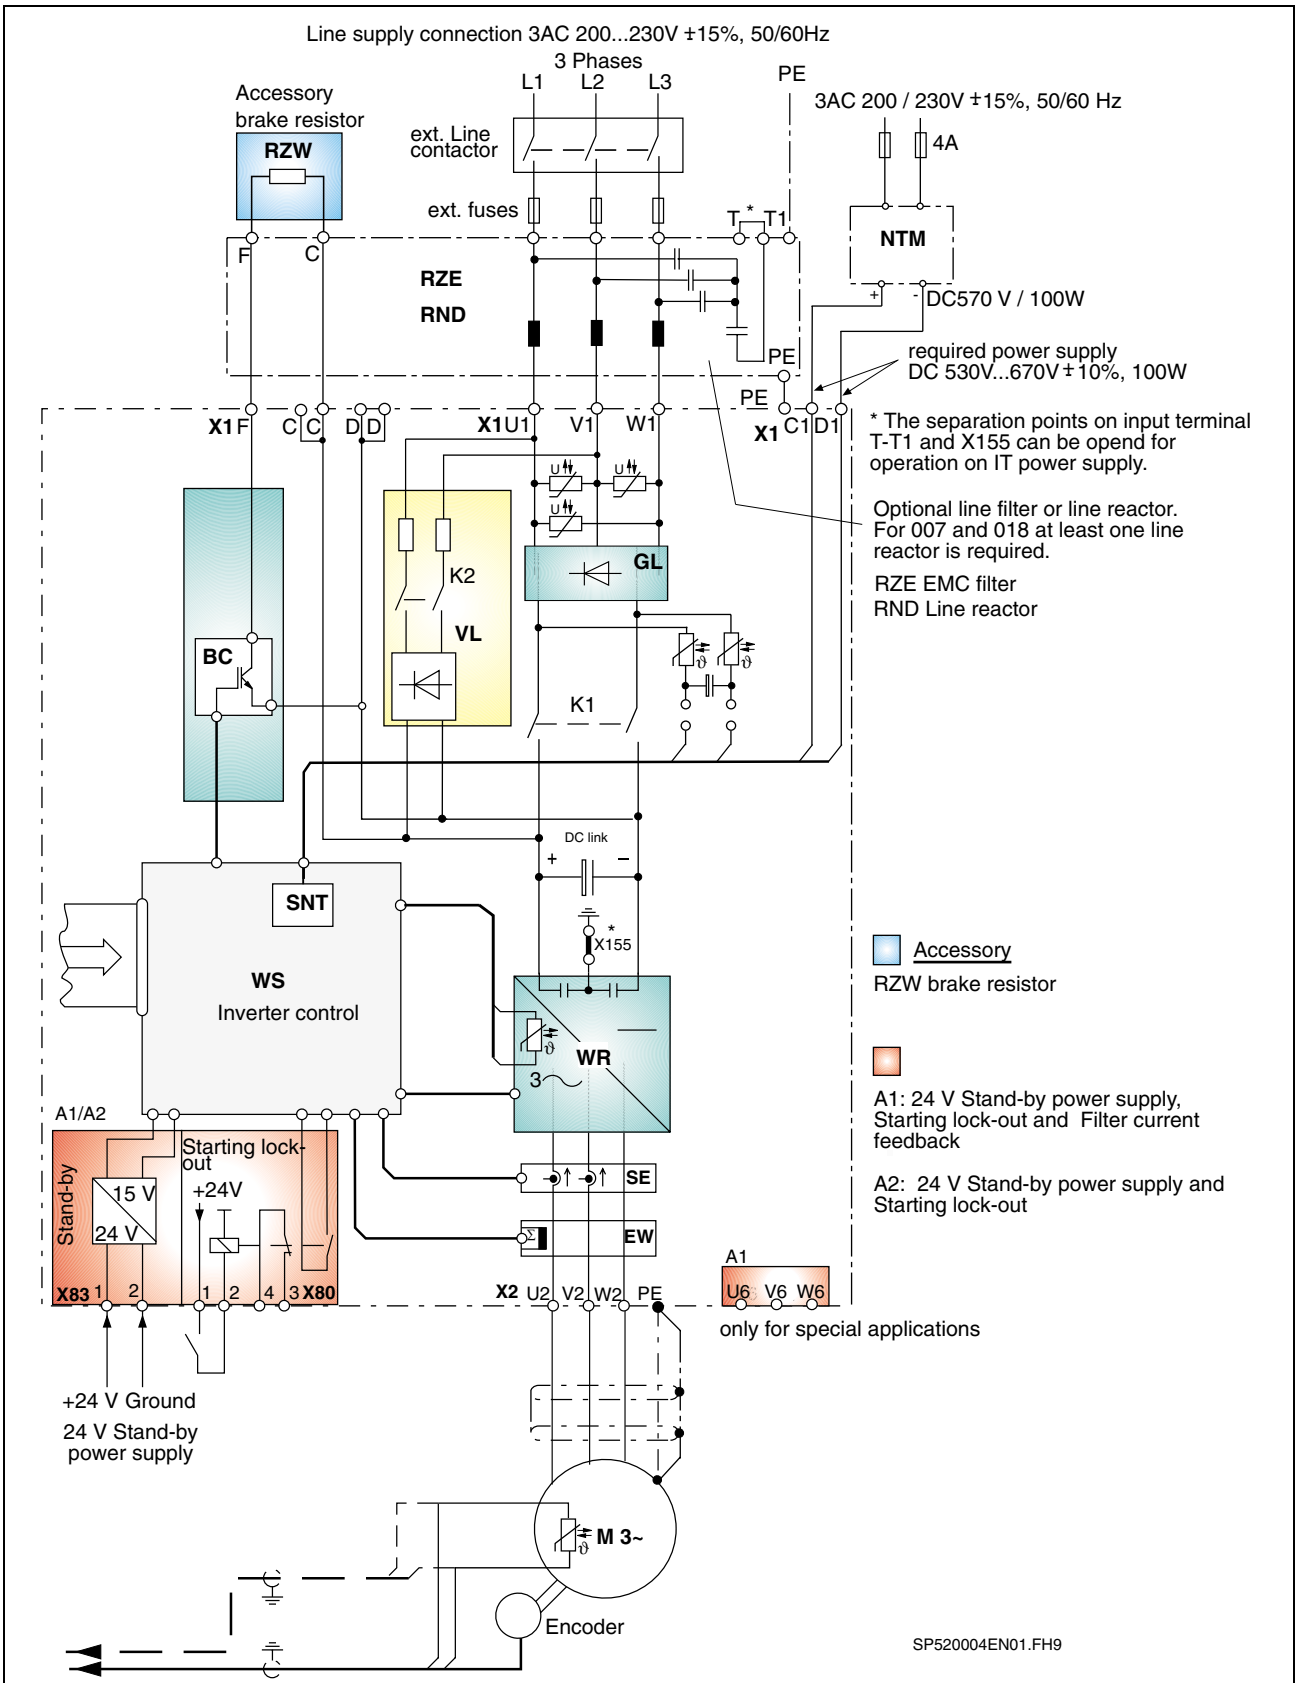 Line supply connection 3AC 200...230V ±15%, 50/60Hz
3 Phases
L1 L2 L3
PE
Accessory
brake resistor
RZW
3AC 200 / 230V ±15%, 50/60 Hz
ext. Line
contactor
4A
ext. fuses
T * T1
NTM
F C
RZE
RND
+ - DC570 V / 100W
PE
required power supply
DC 530V...670V ±10%, 100W
PE
X1 F C C D D X1 U1 V1 W1 X1 C1 D1
* The separation points on input terminal
T-T1 and X155 can be opend for
operation on IT power supply.
U U
U
Optional line filter or line reactor.
For 007 and 018 at least one line
reactor is required.
GL
K2
RZE EMC filter
RND Line reactor
VL
BC
ϑ ϑ
K1
DC link
+ −
SNT
*
X155
Accessory
RZW brake resistor
WS
Inverter control
ϑ
WR
3
A1/A2
A1: 24 V Stand-by power supply,
Starting lock-out and Filter current
feedback
Stand-by
Starting lock-
out
15 V
24 V
+24V
SE
A2: 24 V Stand-by power supply and
Starting lock-out
Σ
EW
A1
X83 1 2 1 2 4 3 X80
X2 U2 V2 W2 PE
U6 V6 W6
only for special applications
+24 V Ground
24 V Stand-by
power supply
ϑ
M 3~
Encoder
SP520004EN01.FH9